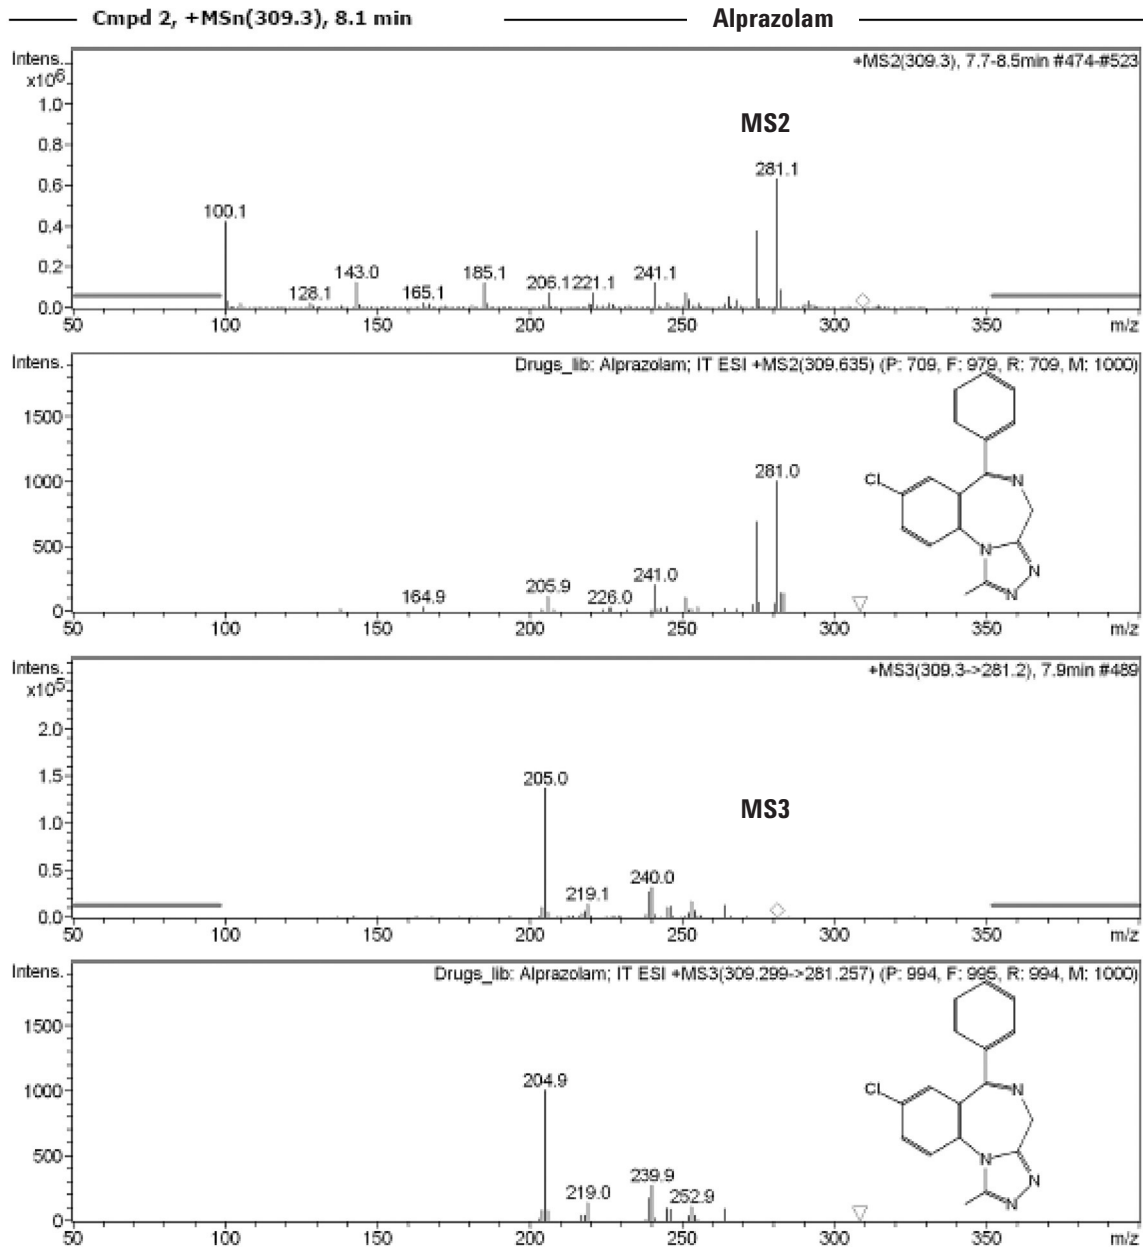 Cmpd 2, +MSn(309.3), 8.1 min
Alprazolam
Intens.
x10^6
+MS2(309.3), 7.7-8.5min #474-#523
1.0
MS2
0.8
281.1
0.6
100.1
0.4
143.0 185.1 241.1
0.2
128.1 165.1 206.1 221.1
0.0
50 100 150 200 250 300 350 m/z
Intens.
Drugs_lib: Alprazolam; IT ESI +MS2(309.635) (P: 709, F: 979, R: 709, M: 1000)
1500
1000
281.0
Cl N
500
N
205.9 241.0
N
164.9 226.0
N
0
50 100 150 200 250 300 350 m/z
Intens.
x10^5
+MS3(309.3->281.2), 7.9min #489
2.0
1.5
205.0
1.0
MS3
0.5
219.1 240.0
0.0
50 100 150 200 250 300 350 m/z
Intens.
Drugs_lib: Alprazolam; IT ESI +MS3(309.299->281.257) (P: 994, F: 995, R: 994, M: 1000)
1500
1000
204.9
Cl N
500
N
239.9
N
219.0 252.9
N
0
50 100 150 200 250 300 350 m/z